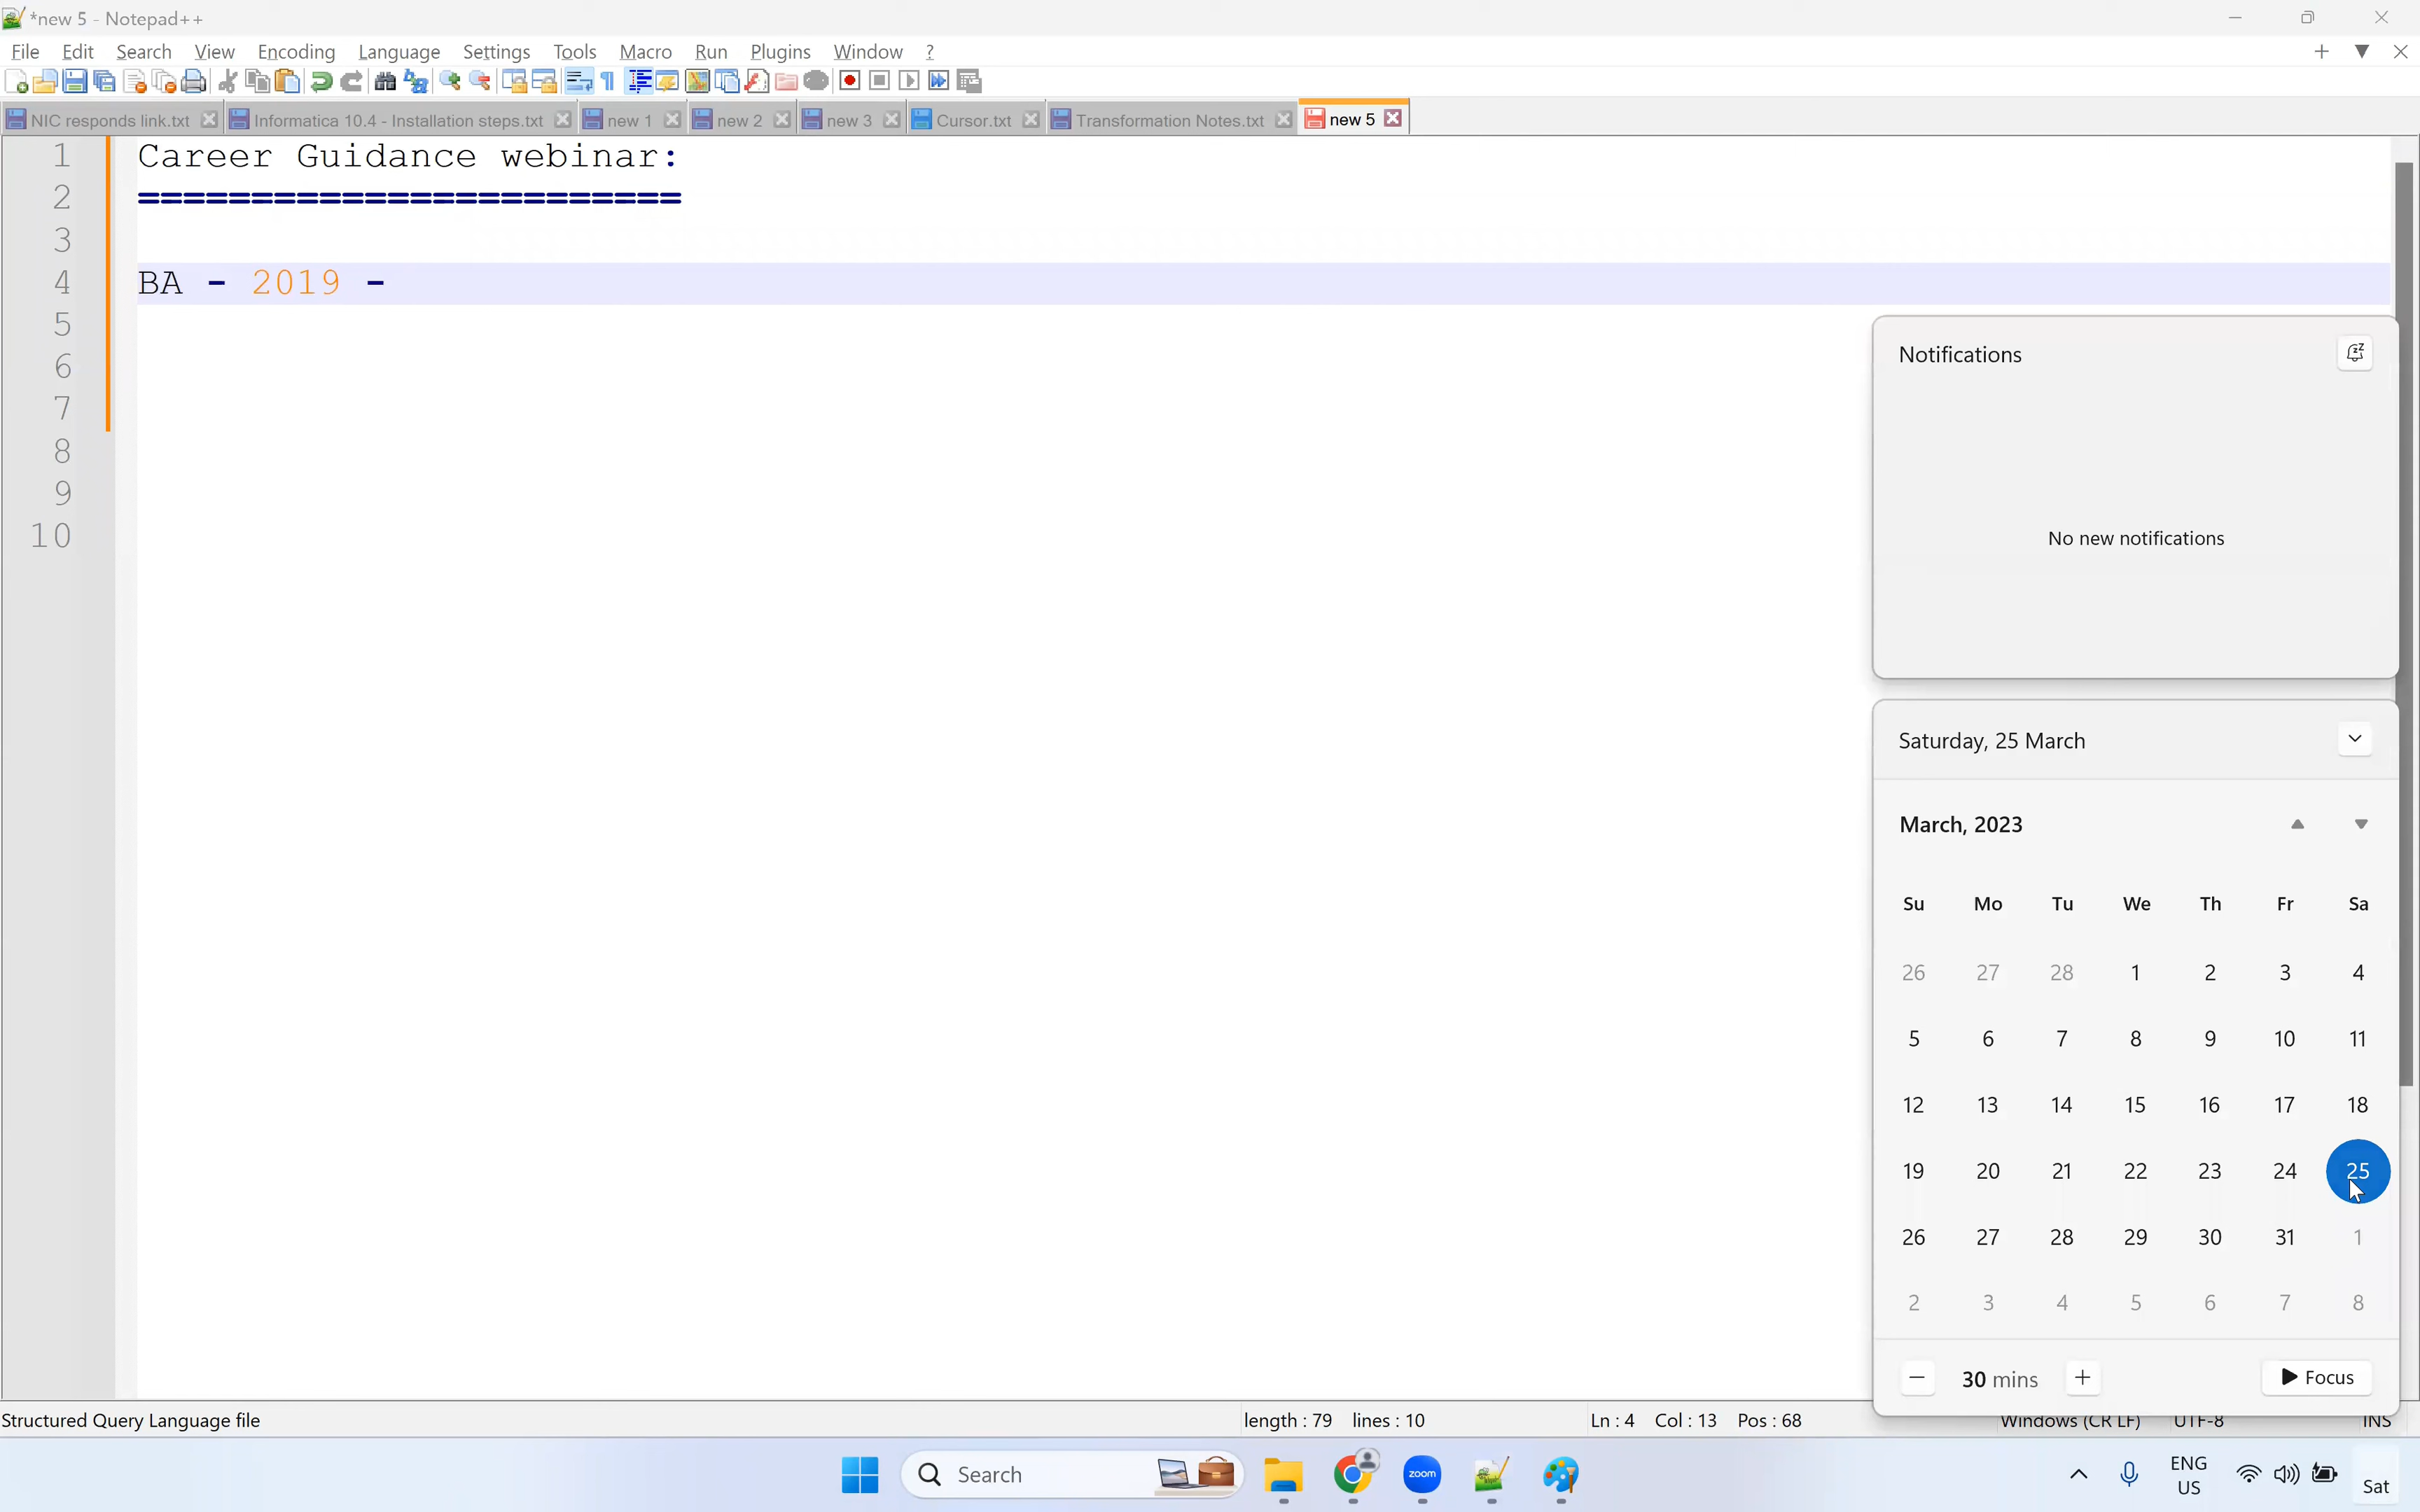 *new 5 - Notepad++
File Edit Search View Encoding Language Settings Tools Macro Run Plugins Window ?
NIC responds link.txt Informatica 10.4 - Installation steps.txt new 1 new 2 new 3 Cursor.txt Transformation Notes.txt new 5
1 Career Guidance webinar:
2 ========================
3
4 BA - 2019 -
5
6
7
8
9
10
Notifications
No new notifications
Saturday, 25 March
March, 2023
Su Mo Tu We Th Fr Sa
26 27 28 1 2 3 4
5 6 7 8 9 10 11
12 13 14 15 16 17 18
19 20 21 22 23 24 25
26 27 28 29 30 31 1
2 3 4 5 6 7 8
30 mins Focus
Structured Query Language file length : 79 lines : 10 Ln : 4 Col : 13 Pos : 68 Windows (CR LF) UTF-8 INS
Search zoom ENG
US Sat